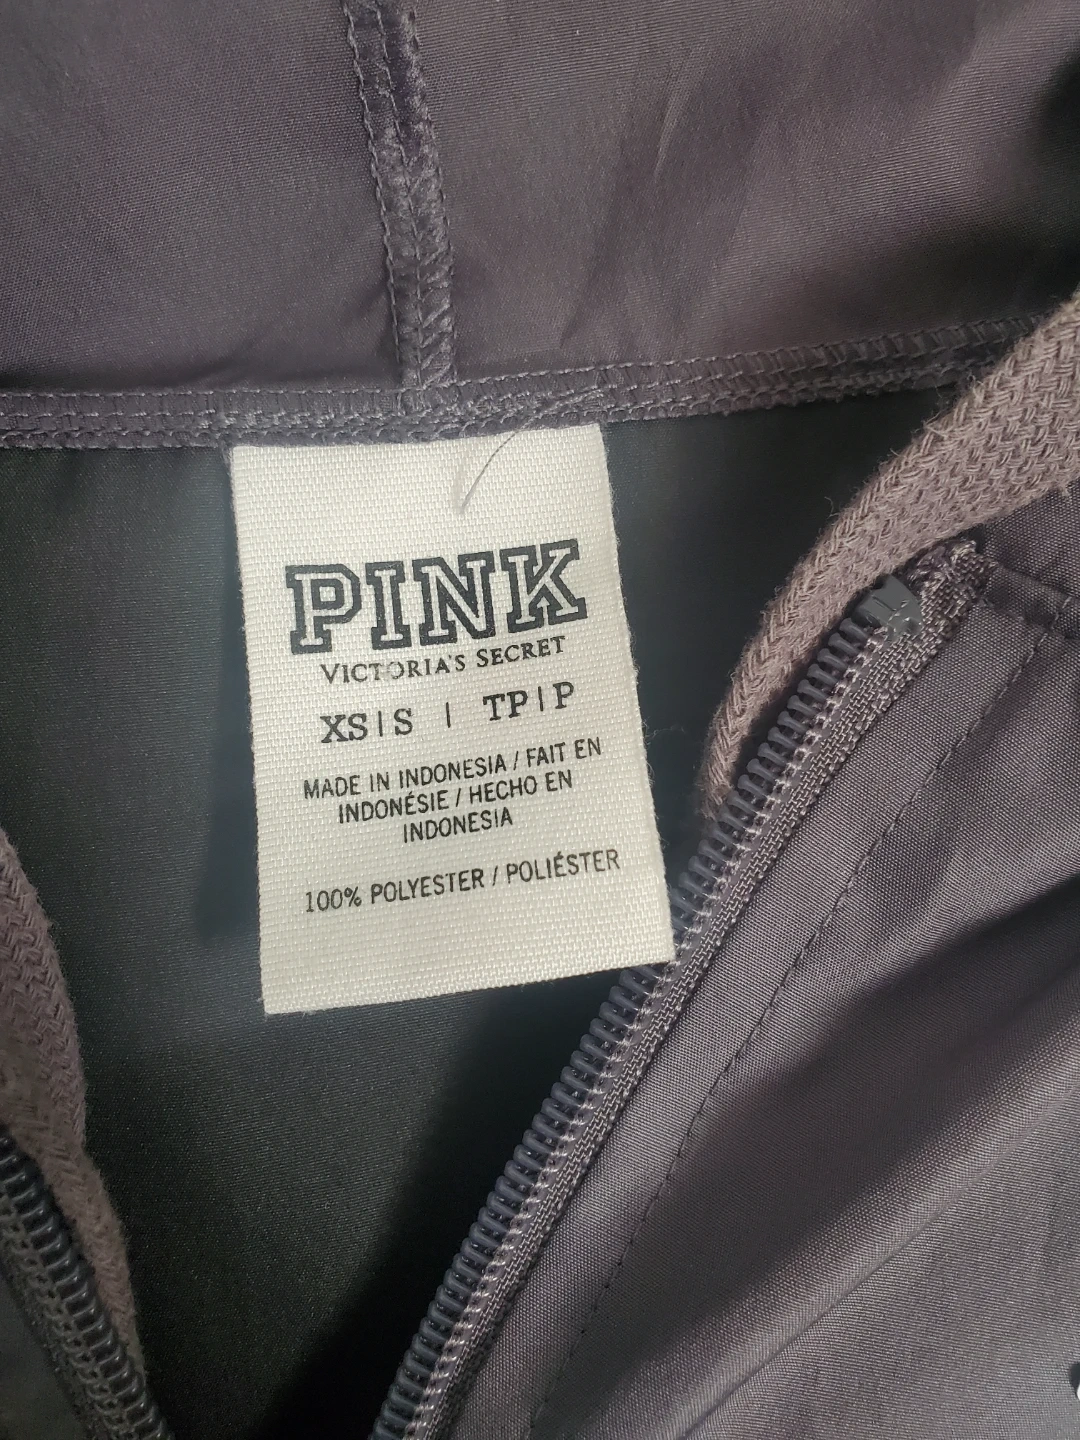 PINK
VICTORIA'S SECRET
XS|S | TP|P
MADE IN INDONESIA / FAIT EN
INDONÉSIE / HECHO EN
INDONESIA
100% POLYESTER / POLIÉSTER